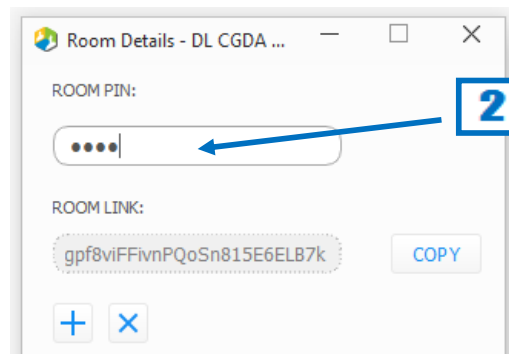 Room Details - DL CGDA ...
ROOM PIN:
••••
2
ROOM LINK:
gpf8viFFivnPQoSn815E6ELB7k
COPY